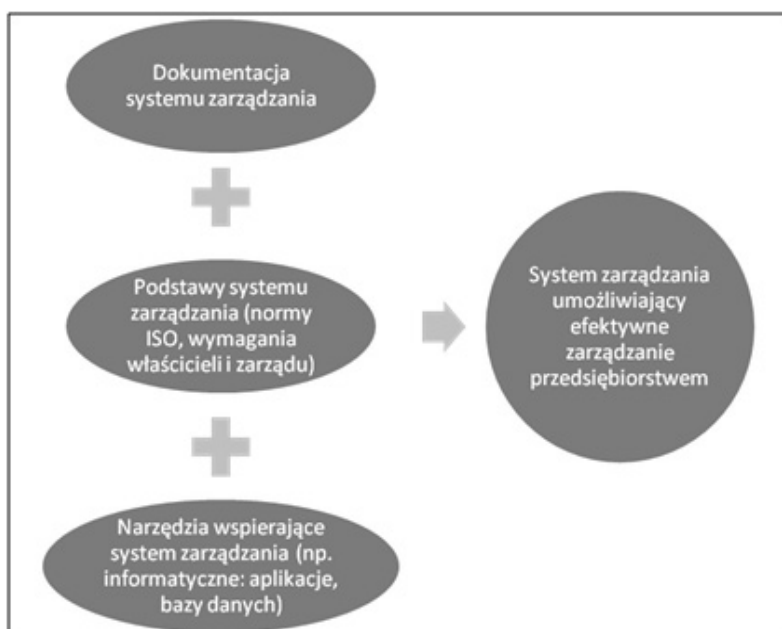 Dokumentacja
systemu zarządzania
Podstawy systemu
zarządzania (normy
ISO, wymagania
właścicieli i zarządu)
Narzędzia wspierające
system zarządzania (np.
informatyczne: aplikacje,
bazy danych)
System zarządzania
umożliwiający
efektywne
zarządzanie
przedsiębiorstwem